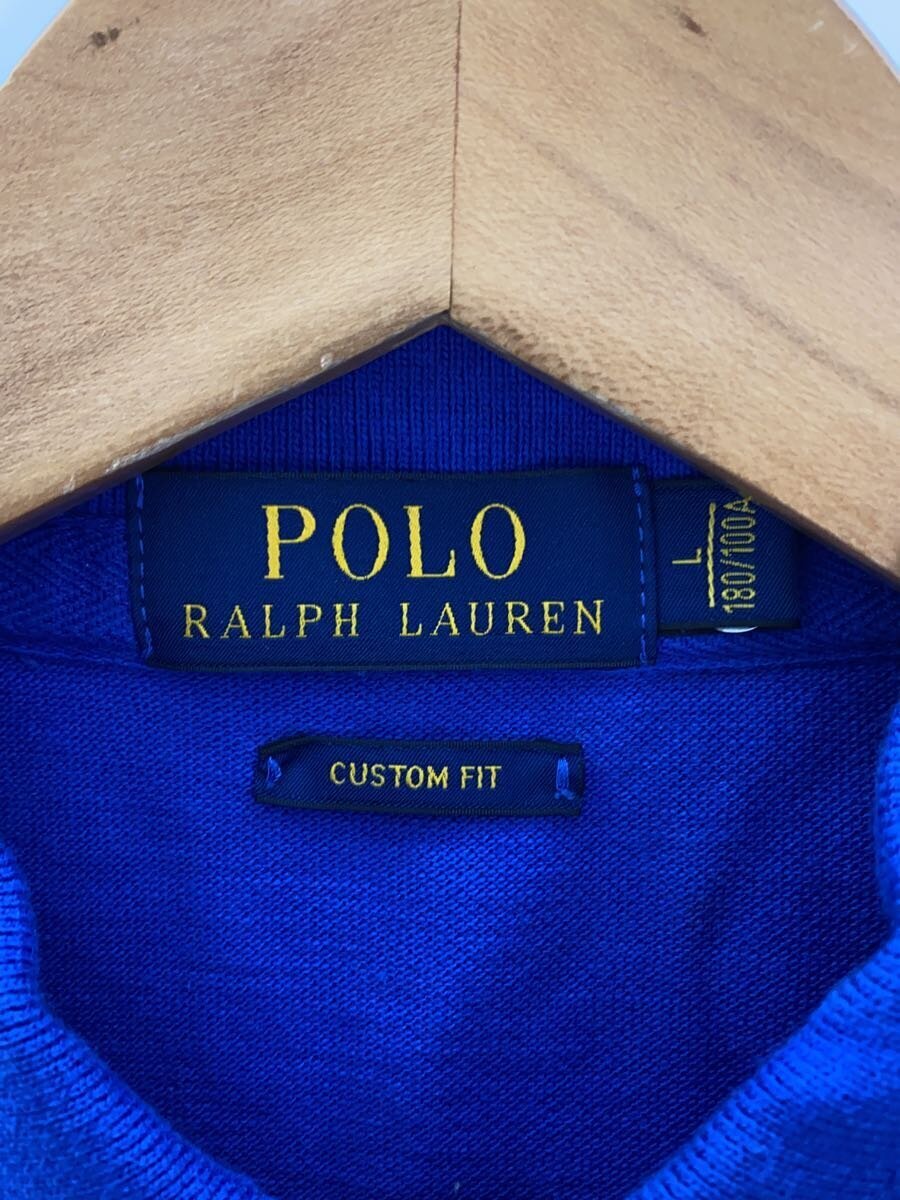 POLO
RALPH LAUREN
L
180/100A
CUSTOM FIT